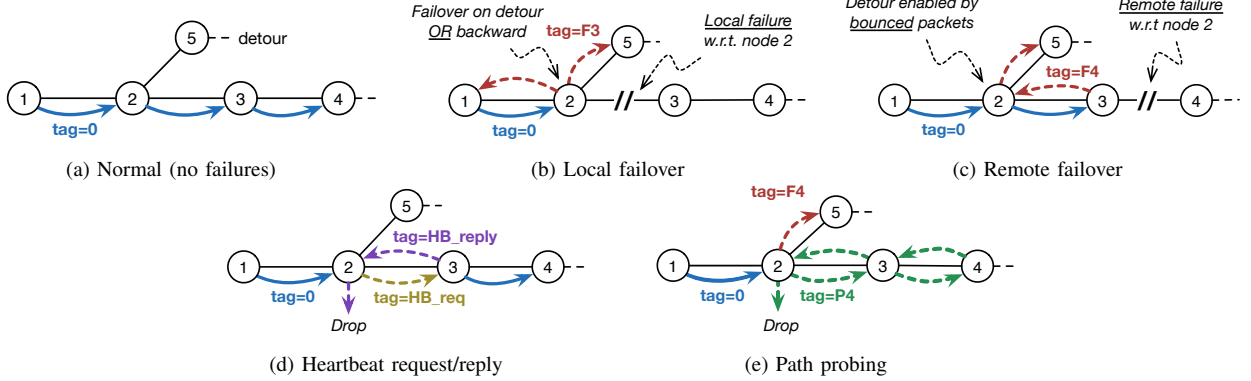 5
detour
1
2
3
4
tag=0
(a) Normal (no failures)
Failover on detour
OR backward
tag=F3
Local failure
w.r.t. node 2
5
1
2
3
4
tag=0
(b) Local failover
Detour enabled by
bounced packets
Remote failure
w.r.t node 2
5
tag=F4
1
2
3
4
tag=0
(c) Remote failover
5
tag=HB_reply
1
2
3
4
tag=0
tag=HB_req
Drop
(d) Heartbeat request/reply
tag=F4
5
1
2
3
4
tag=0
tag=P4
Drop
(e) Path probing